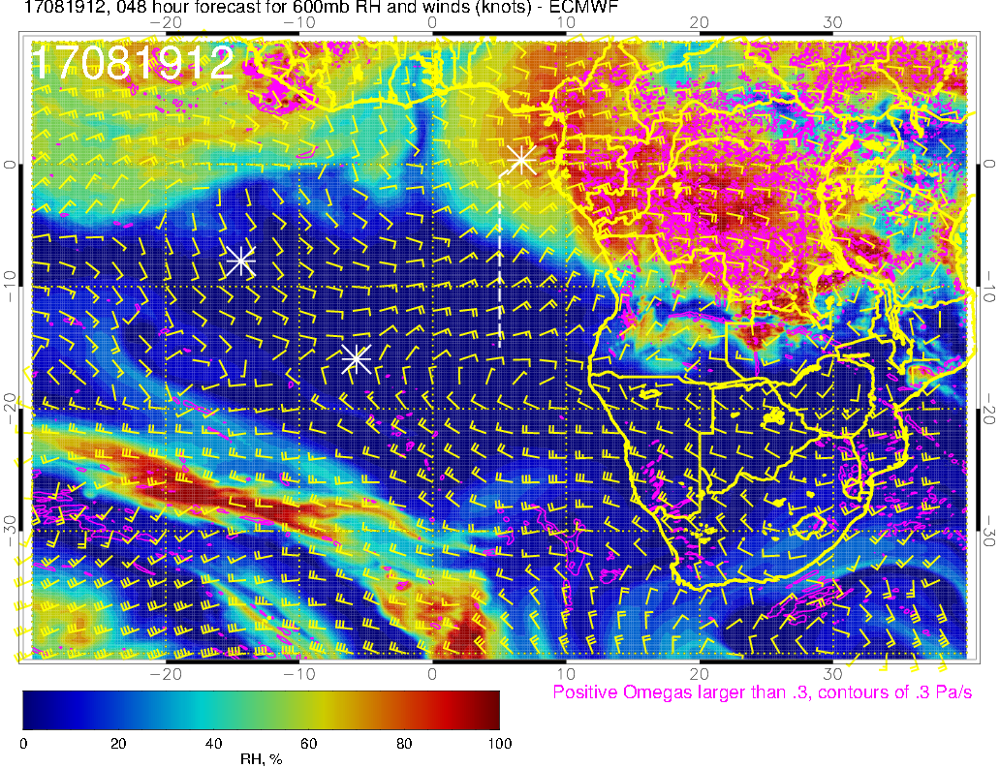 17081912, 048 hour forecast for 600mb RH and winds (knots) - ECMWF
−20 −10 0 10 20 30
17081912
0 0
−10 −10
−20 −20
−30 −30
−20 −10 0 10 20 30
Positive Omegas larger than .3, contours of .3 Pa/s
0 20 40 60 80 100
RH, %